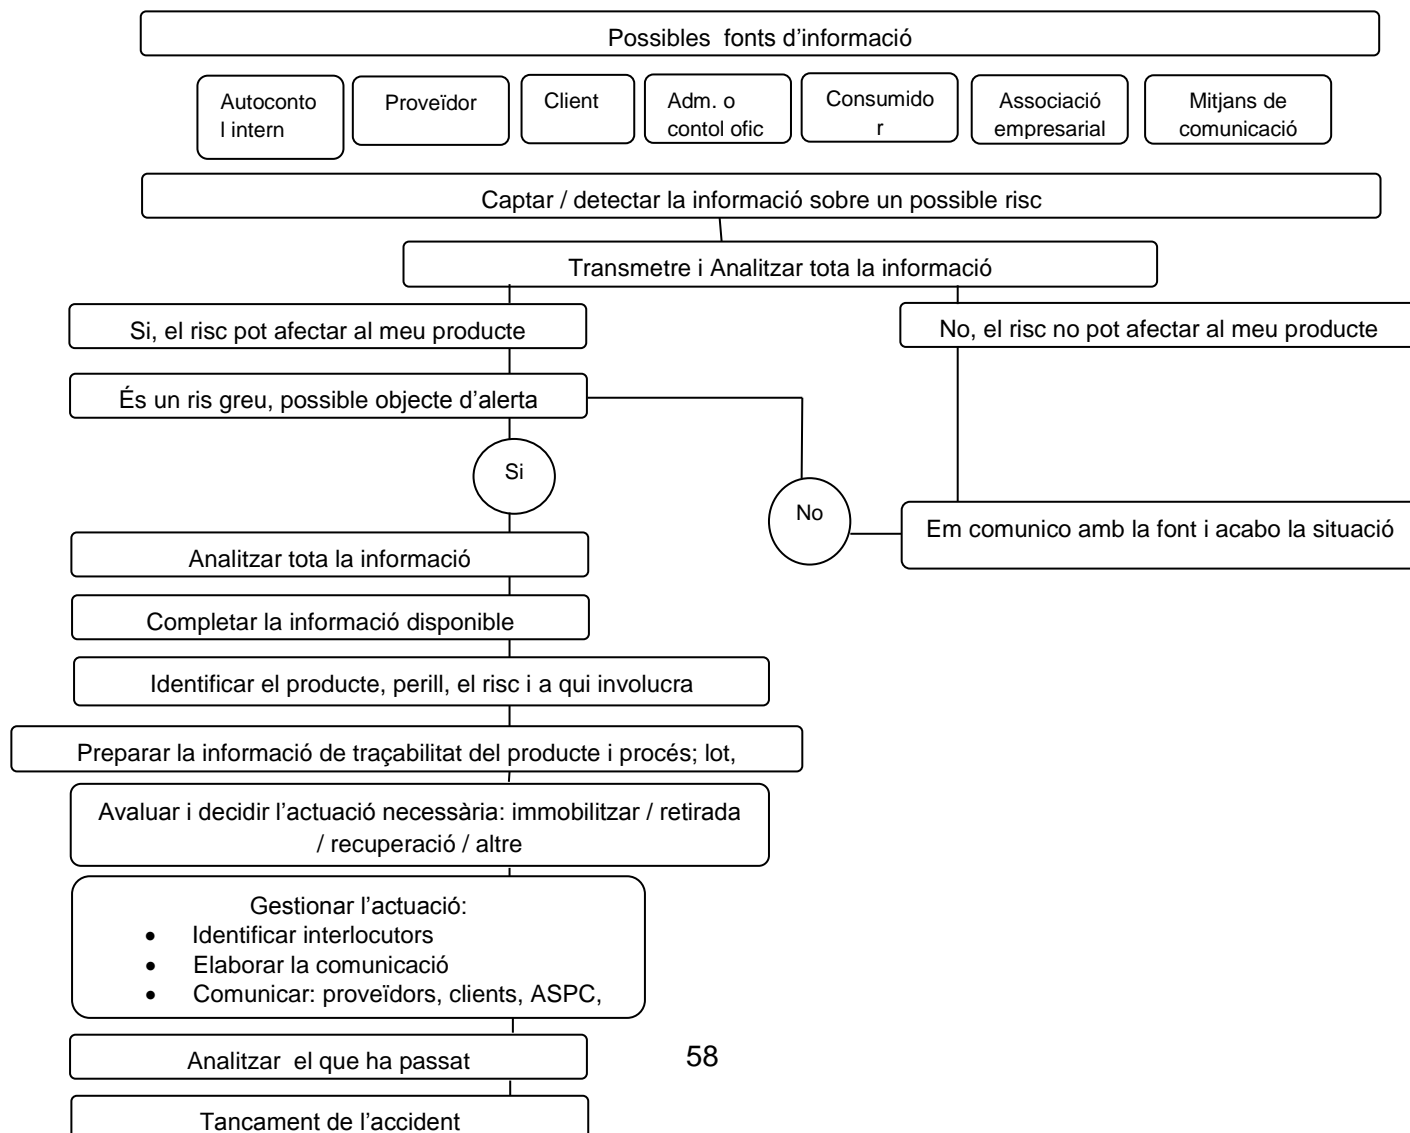 Possibles fonts d’informació
Autoconto
l intern
Proveïdor
Client
Adm. o
contol ofic
Consumido
r
Associació
empresarial
Mitjans de
comunicació
Captar / detectar la informació sobre un possible risc
Transmetre i Analitzar tota la informació
Si, el risc pot afectar al meu producte
No, el risc no pot afectar al meu producte
És un ris greu, possible objecte d’alerta
Si
No
Em comunico amb la font i acabo la situació
Analitzar tota la informació
Completar la informació disponible
Identificar el producte, perill, el risc i a qui involucra
Preparar la informació de traçabilitat del producte i procés; lot,
Avaluar i decidir l’actuació necessària: immobilitzar / retirada
/ recuperació / altre
Gestionar l’actuació:
• Identificar interlocutors
• Elaborar la comunicació
• Comunicar: proveïdors, clients, ASPC,
Analitzar el que ha passat
58
Tancament de l’accident